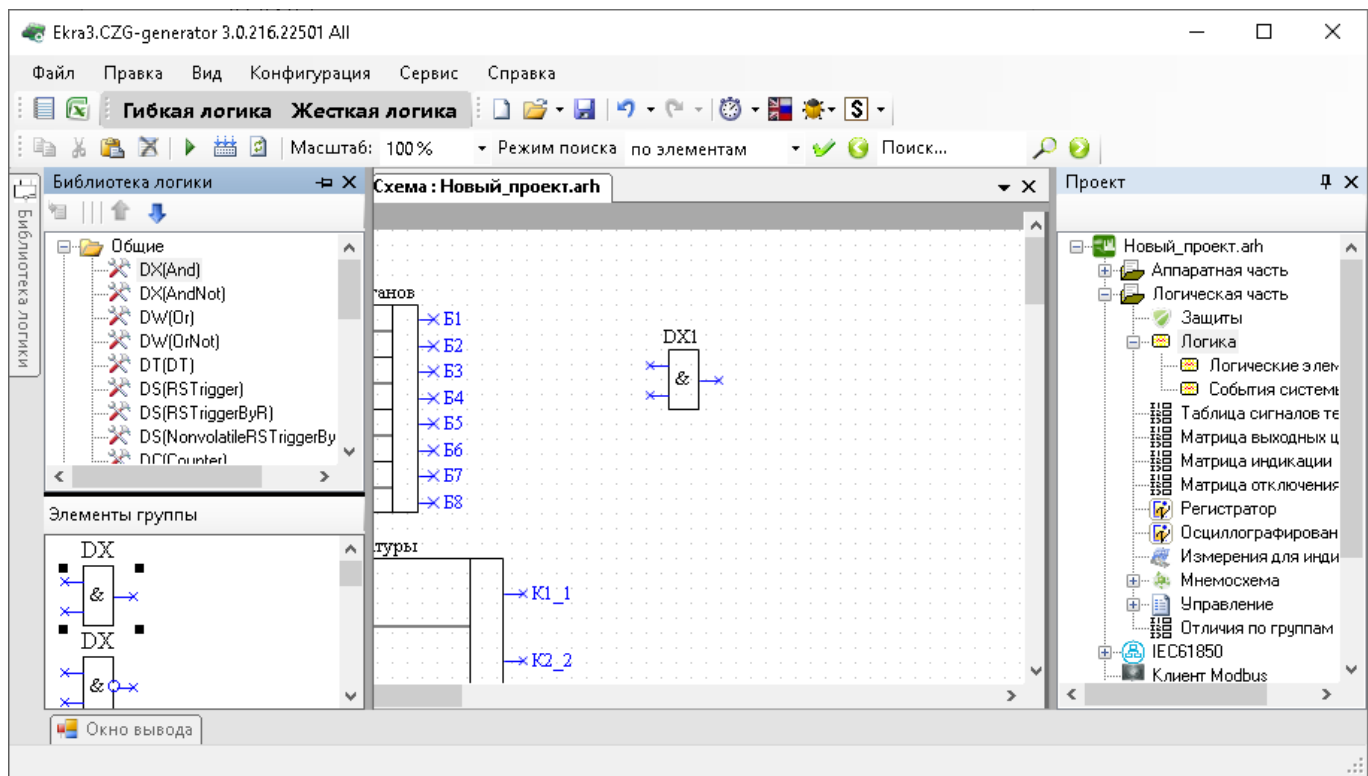 Ekra3.CZG-generator 3.0.216.22501 All
Файл Правка Вид Конфигурация Сервис Справка
Гибкая логика Жесткая логика S
Масштаб: 100 % Режим поиска по элементам Поиск...
Библиотека логики
Библиотека логики
Общие
DX(And)
DX(AndNot)
DW(Or)
DW(OrNot)
DT(DT)
DS(RSTrigger)
DS(RSTriggerByR)
DS(NonvolatileRSTriggerBy
DC(Counter)
Элементы группы
DX
&
DX
&
Схема : Новый_проект.arh
танов
Б1
Б2
Б3
Б4
Б5
Б6
Б7
Б8
DX1
&
туры
К1_1
К2_2
Проект
Новый_проект.arh
Аппаратная часть
Логическая часть
Защиты
Логика
Логические элем
События системы
Таблица сигналов те
Матрица выходных ц
Матрица индикации
Матрица отключения
Регистратор
Осциллографирован
Измерения для инди
Мнемосхема
Управление
Отличия по группам
IEC61850
Клиент Modbus
Окно вывода